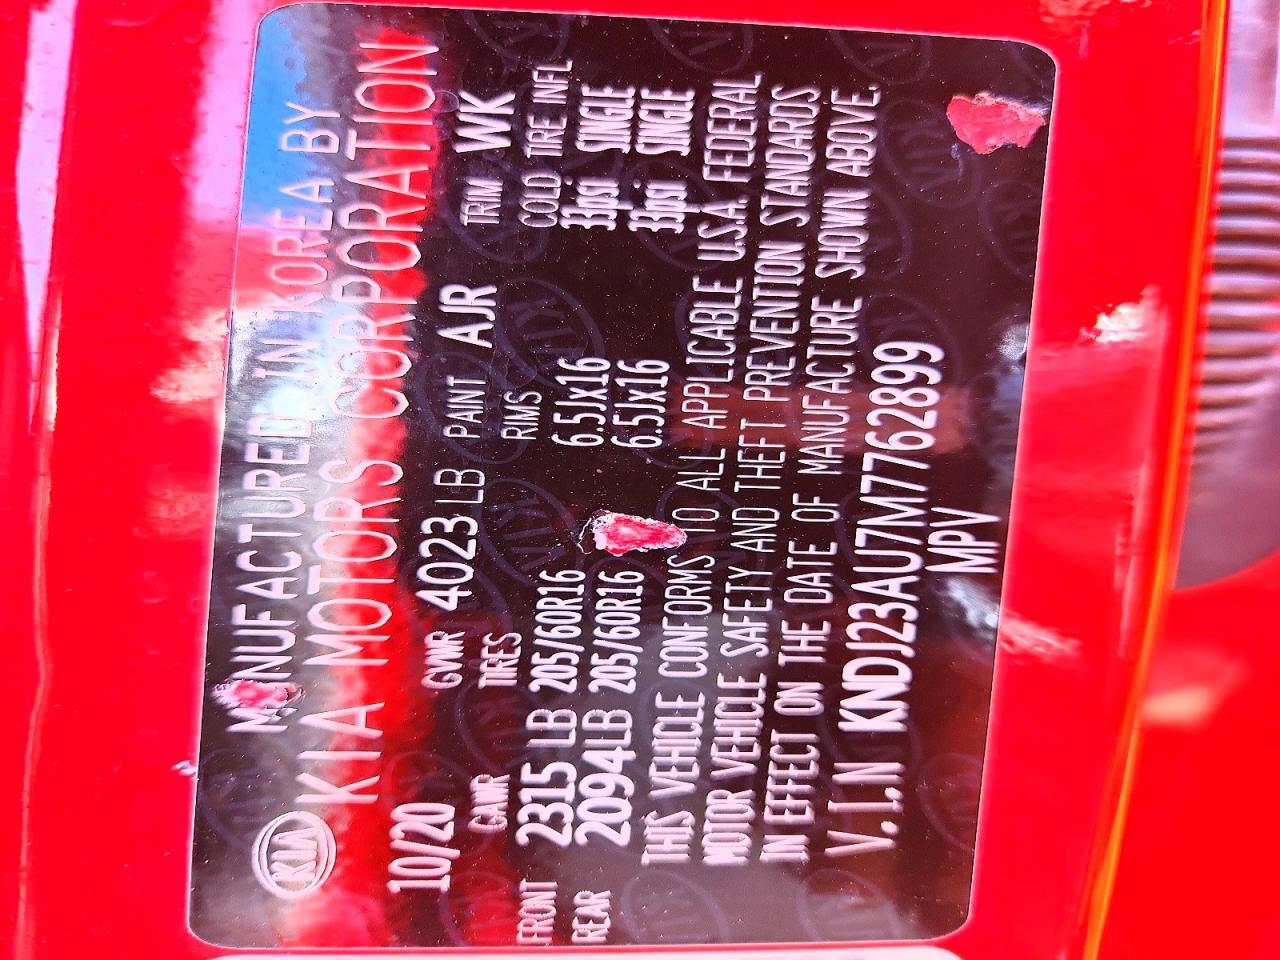 KIA
MANUFACTURED IN KOREA BY
KIA MOTORS CORPORATION
10/20 GVWR 4023 LB PAINT AJR TRIM WK
GAWR TIRES RIMS COLD TIRE INFL
FRONT 2315 LB 205/60R16 6.5Jx16 33psi SINGLE
REAR 2094LB 205/60R16 6.5Jx16 33psi SINGLE
THIS VEHICLE CONFORMS TO ALL APPLICABLE U.S.A. FEDERAL
MOTOR VEHICLE SAFETY AND THEFT PREVENTION STANDARDS
IN EFFECT ON THE DATE OF MANUFACTURE SHOWN ABOVE.
V.I.N KNDJ23AU7M7762899
MPV